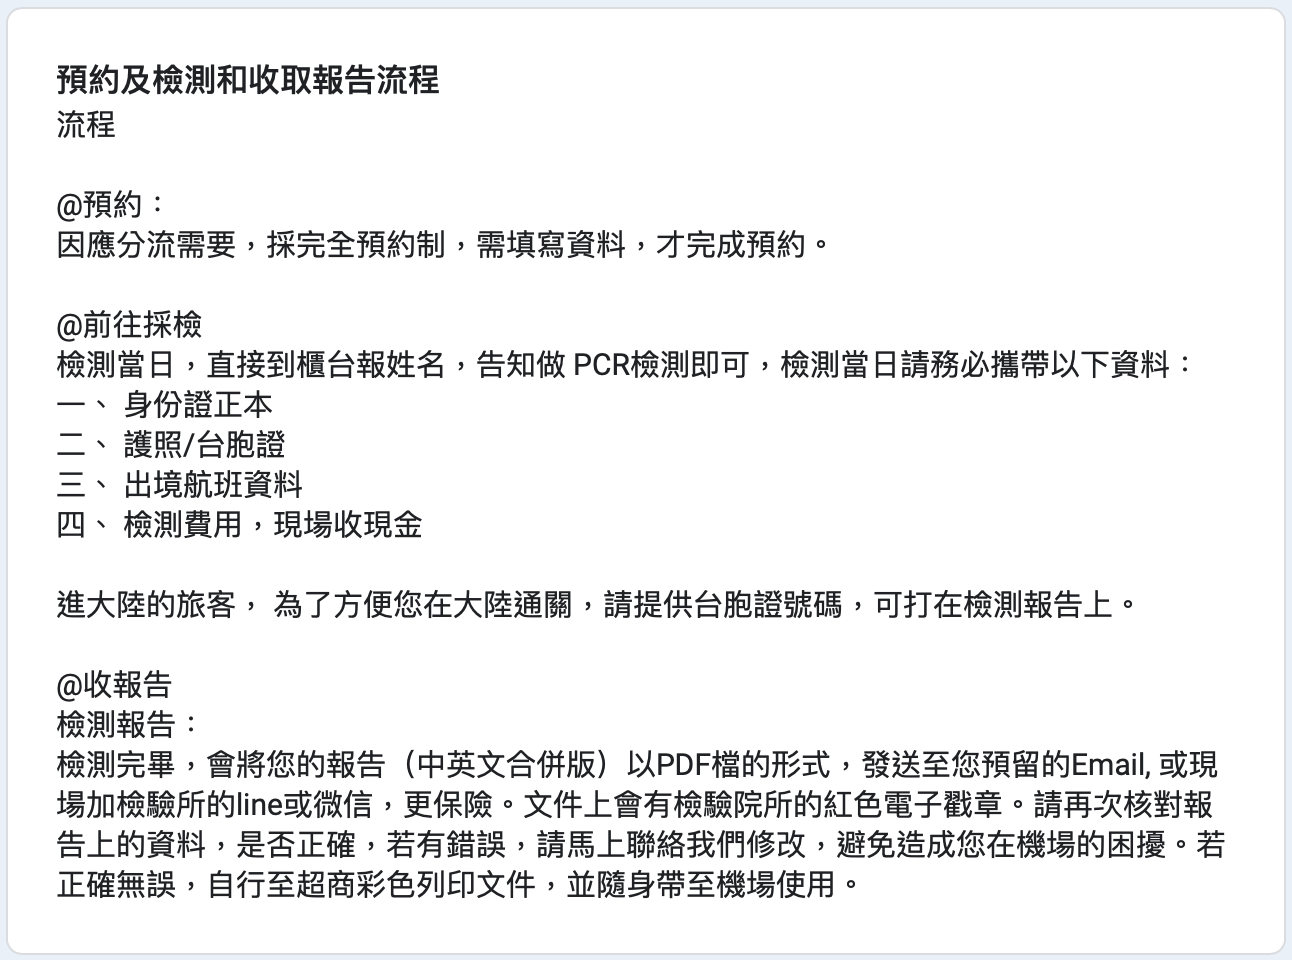 預約及檢測和收取報告流程
流程
@預約：
因應分流需要，採完全預約制，需填寫資料，才完成預約。
@前往採檢
檢測當日，直接到櫃台報姓名，告知做 PCR檢測即可，檢測當日請務必攜帶以下資料：
一、 身份證正本
二、 護照/台胞證
三、 出境航班資料
四、 檢測費用，現場收現金
進大陸的旅客， 為了方便您在大陸通關，請提供台胞證號碼，可打在檢測報告上。
@收報告
檢測報告：
檢測完畢，會將您的報告（中英文合併版）以PDF檔的形式，發送至您預留的Email, 或現
場加檢驗所的line或微信，更保險。文件上會有檢驗院所的紅色電子戳章。請再次核對報
告上的資料，是否正確，若有錯誤，請馬上聯絡我們修改，避免造成您在機場的困擾。若
正確無誤，自行至超商彩色列印文件，並隨身帶至機場使用。